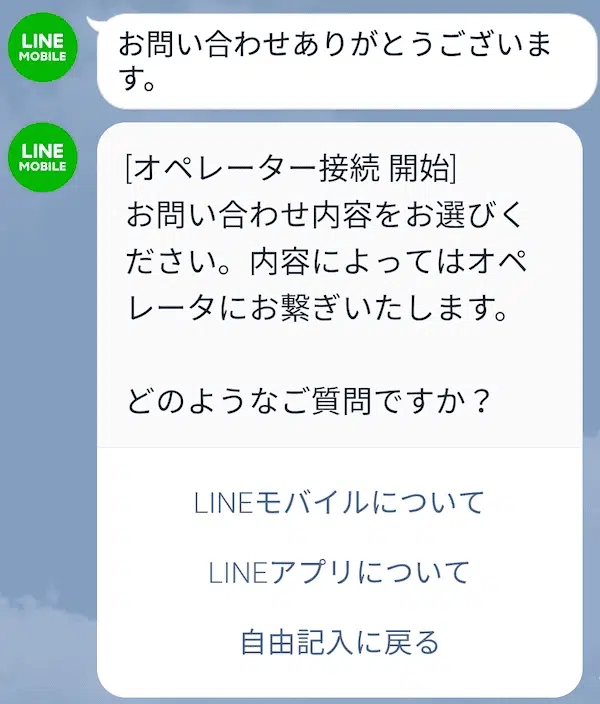 LINE
MOBILE
お問い合わせありがとうございま
す。
LINE
MOBILE
[オペレーター接続 開始]
お問い合わせ内容をお選びく
ださい。内容によってはオペ
レータにお繋ぎいたします。
どのようなご質問ですか？
LINEモバイルについて
LINEアプリについて
自由記入に戻る